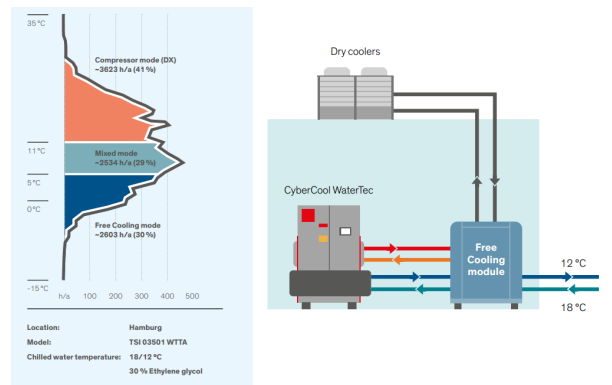 35 °C
Compressor mode (DX)
~3623 h/a (41 %)
11 °C
Mixed mode
~2534 h/a (29 %)
5 °C
0 °C
Free Cooling mode
~2603 h/a (30 %)
-15 °C
h/a 100 200 300 400 500
Location: Hamburg
Model: TSI 03501 WTTA
Chilled water temperature: 18/12 °C
30 % Ethylene glycol
Dry coolers
CyberCool WaterTec
Free
Cooling
module
12 °C
18 °C